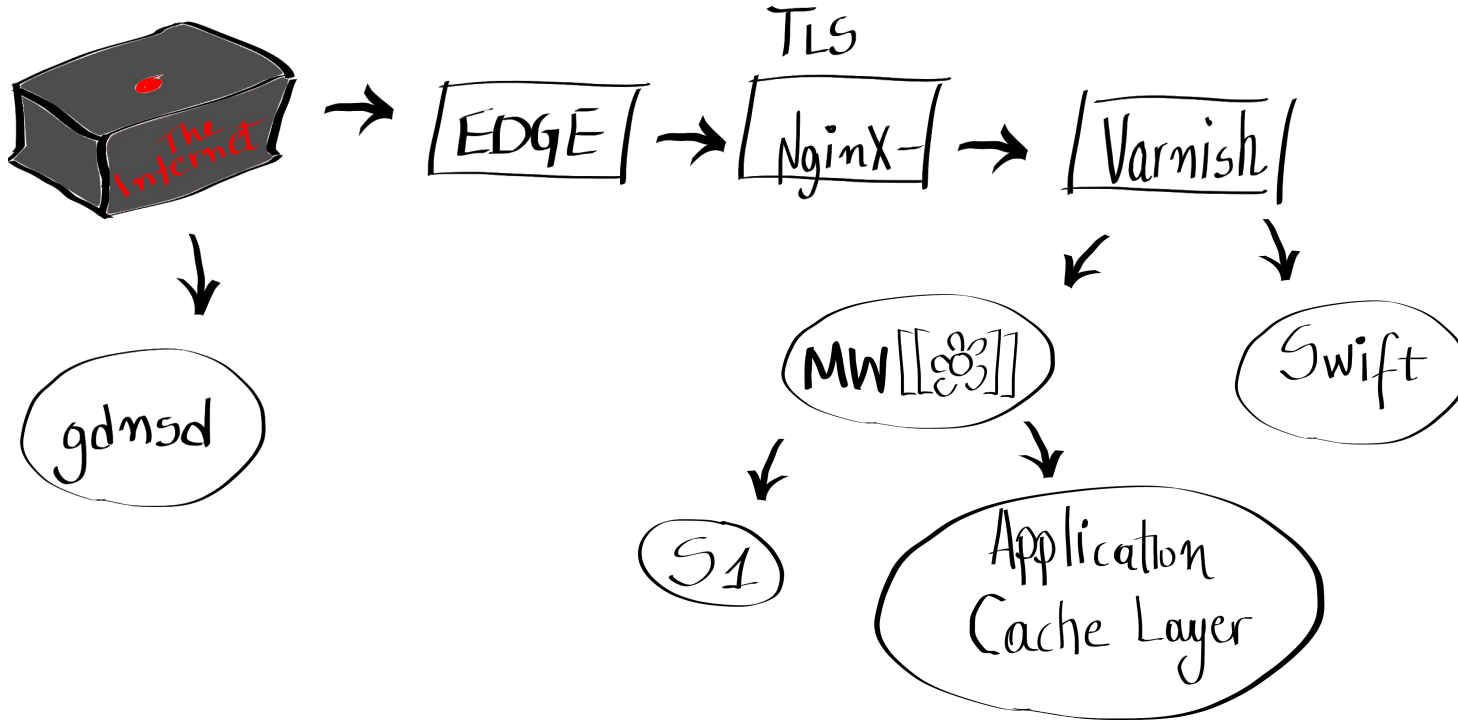 TLS
The
Internet
EDGE
Nginx-
Varnish
gdnsd
MW[[]]
Swift
S1
Application
Cache Layer